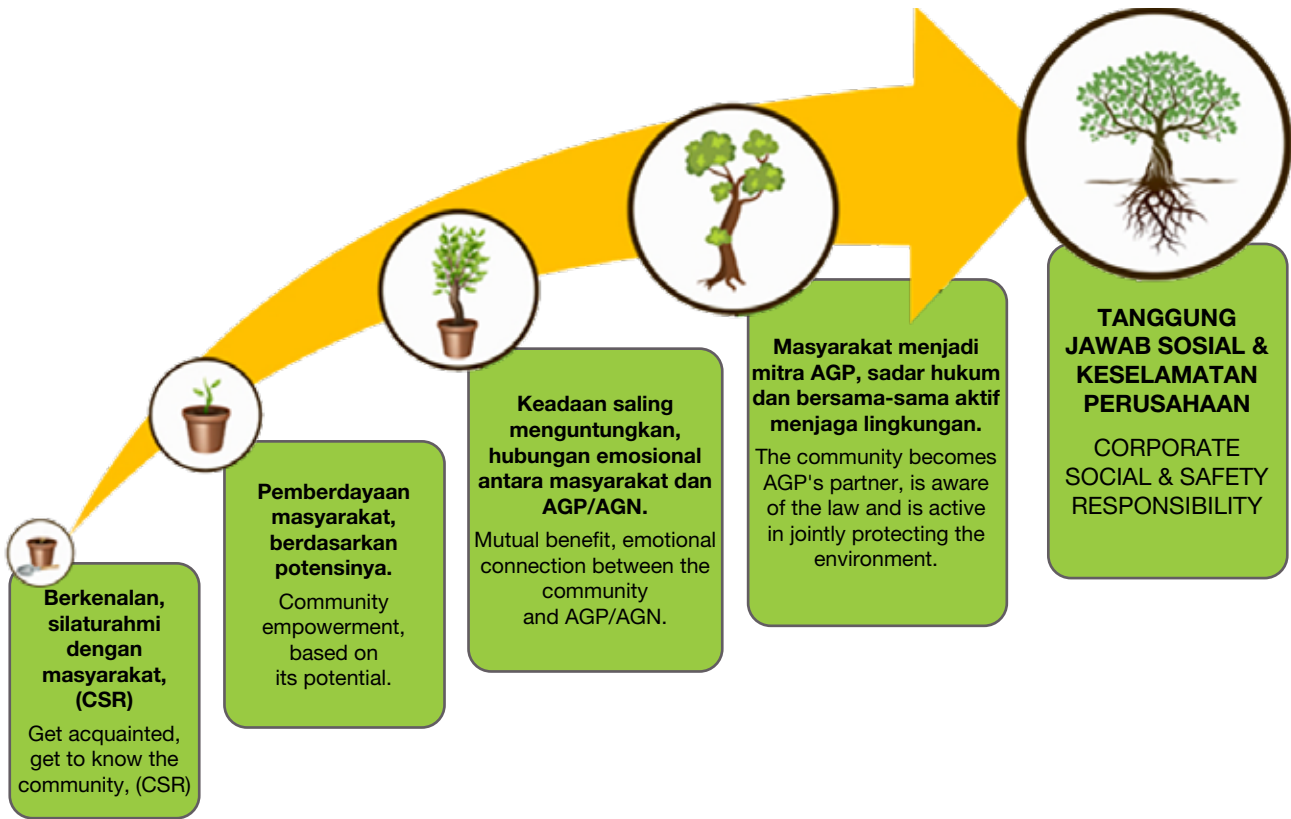 Berkenalan,
silaturahmi
dengan
masyarakat,
(CSR)
Get acquainted,
get to know the
community, (CSR)
Pemberdayaan
masyarakat,
berdasarkan
potensinya.
Community
empowerment,
based on
its potential.
Keadaan saling
menguntungkan,
hubungan emosional
antara masyarakat dan
AGP/AGN.
Mutual benefit, emotional
connection between the
community
and AGP/AGN.
Masyarakat menjadi
mitra AGP, sadar hukum
dan bersama-sama aktif
menjaga lingkungan.
The community becomes
AGP's partner, is aware
of the law and is active
in jointly protecting the
environment.
TANGGUNG
JAWAB SOSIAL &
KESELAMATAN
PERUSAHAAN
CORPORATE
SOCIAL & SAFETY
RESPONSIBILITY